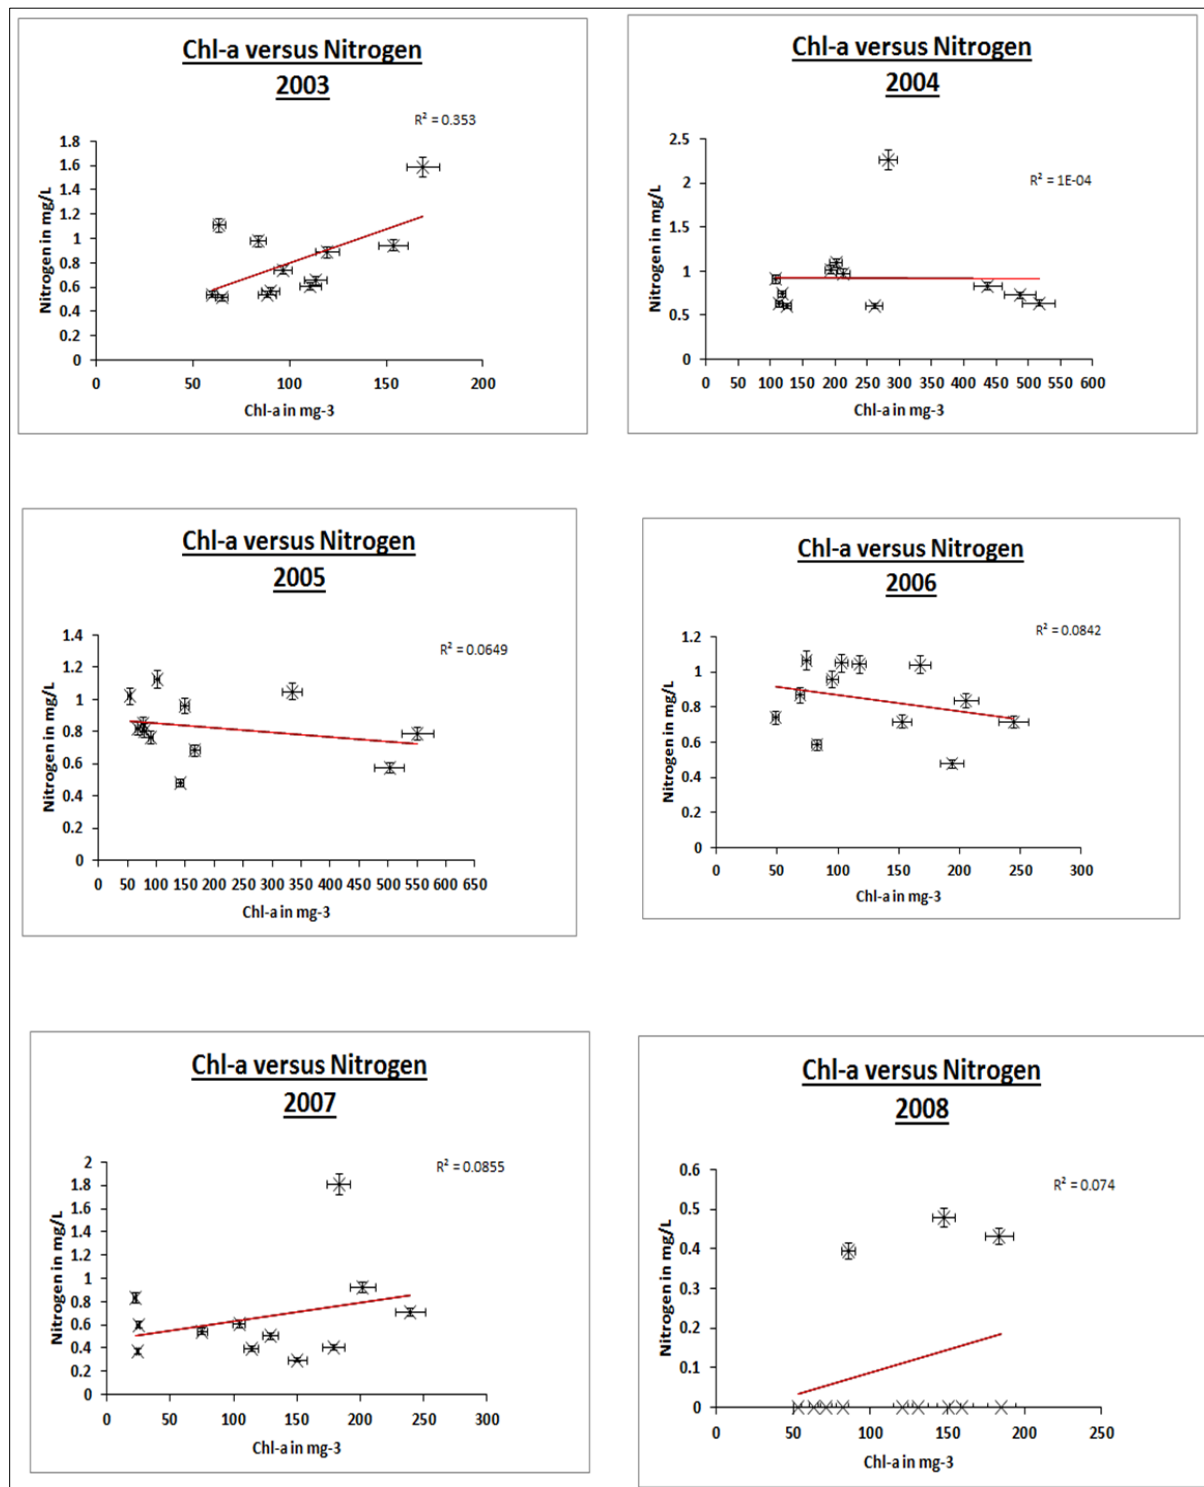 Chl-a versus Nitrogen
2003
R² = 0.353
Nitrogen in mg/L
1.8
1.6
1.4
1.2
1
0.8
0.6
0.4
0.2
0
0 50 100 150 200
Chl-a in mg-3
Chl-a versus Nitrogen
2004
R² = 1E-04
Nitrogen in mg/L
2.5
2
1.5
1
0.5
0
0 50 100 150 200 250 300 350 400 450 500 550 600
Chl-a in mg-3
Chl-a versus Nitrogen
2005
R² = 0.0649
Nitrogen in mg/L
1.4
1.2
1
0.8
0.6
0.4
0.2
0
0 50 100 150 200 250 300 350 400 450 500 550 600 650
Chl-a in mg-3
Chl-a versus Nitrogen
2006
R² = 0.0842
Nitrogen in mg/L
1.2
1
0.8
0.6
0.4
0.2
0
0 50 100 150 200 250 300
Chl-a in mg-3
Chl-a versus Nitrogen
2007
R² = 0.0855
Nitrogen in mg/L
2
1.8
1.6
1.4
1.2
1
0.8
0.6
0.4
0.2
0
0 50 100 150 200 250 300
Chl-a in mg-3
Chl-a versus Nitrogen
2008
R² = 0.074
Nitrogen in mg/L
0.6
0.5
0.4
0.3
0.2
0.1
0
0 50 100 150 200 250
Chl-a in mg-3